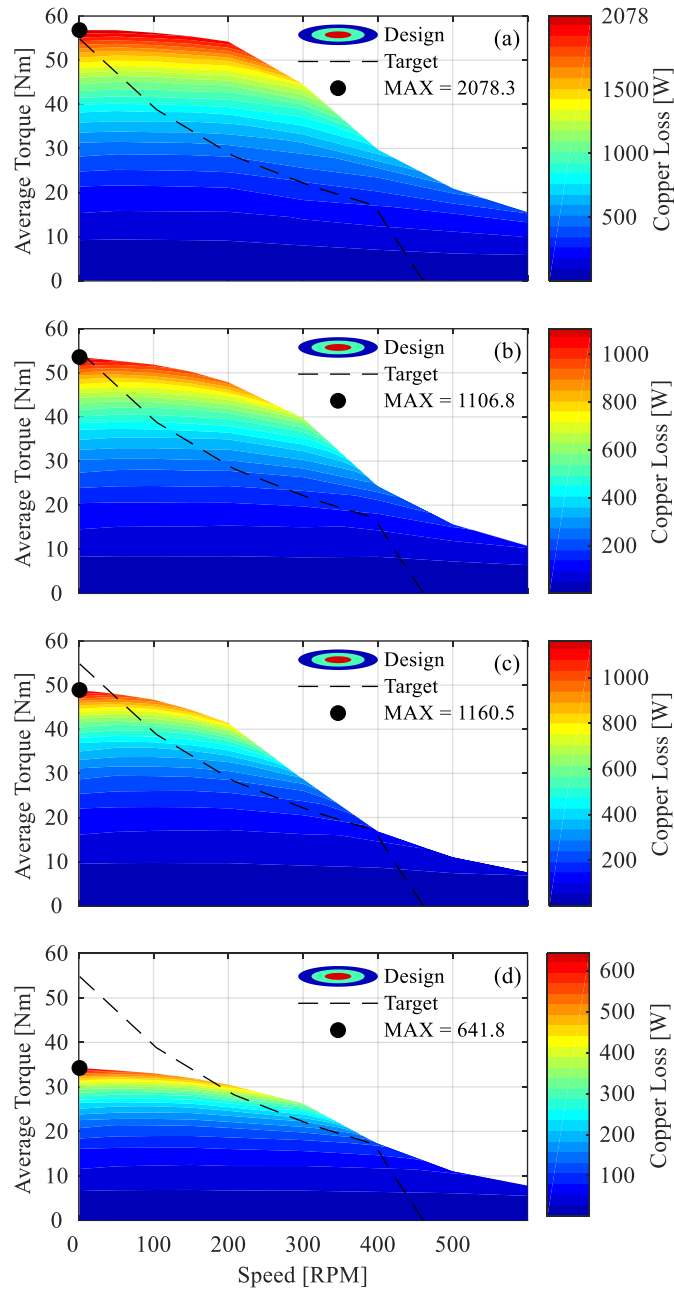 60
50
40
30
20
10
0
Average Torque [Nm]
Design
Target
MAX = 2078.3
(a)
2078
1500
1000
500
Copper Loss [W]
60
50
40
30
20
10
0
Average Torque [Nm]
Design
Target
MAX = 1106.8
(b)
1000
800
600
400
200
Copper Loss [W]
60
50
40
30
20
10
0
Average Torque [Nm]
Design
Target
MAX = 1160.5
(c)
1000
800
600
400
200
Copper Loss [W]
60
50
40
30
20
10
0
Average Torque [Nm]
Design
Target
MAX = 641.8
(d)
600
500
400
300
200
100
Copper Loss [W]
0 100 200 300 400 500
Speed [RPM]